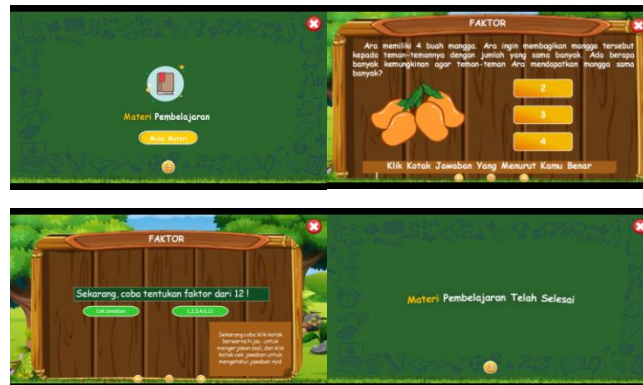 Materi Pembelajaran
Mulai Materi
FAKTOR
Ara memiliki 4 buah mangga. Ara ingin membagikan mangga tersebut
kepada teman-temannya dengan jumlah yang sama banyak. Ada berapa
banyak kemungkinan agar teman-teman Ara mendapatkan mangga sama
banyak?
2
3
4
Klik Kotak Jawaban Yang Menurut Kamu Benar
FAKTOR
Sekarang, coba tentukan faktor dari 12 !
Cek Jawaban
1,2,3,4,6,12
Sekarang coba klik kotak
berwarna hijau untuk
mengerjakan soal, dan klik
kotak cek jawaban untuk
mengetahui jawaban nya!
Materi Pembelajaran Telah Selesai